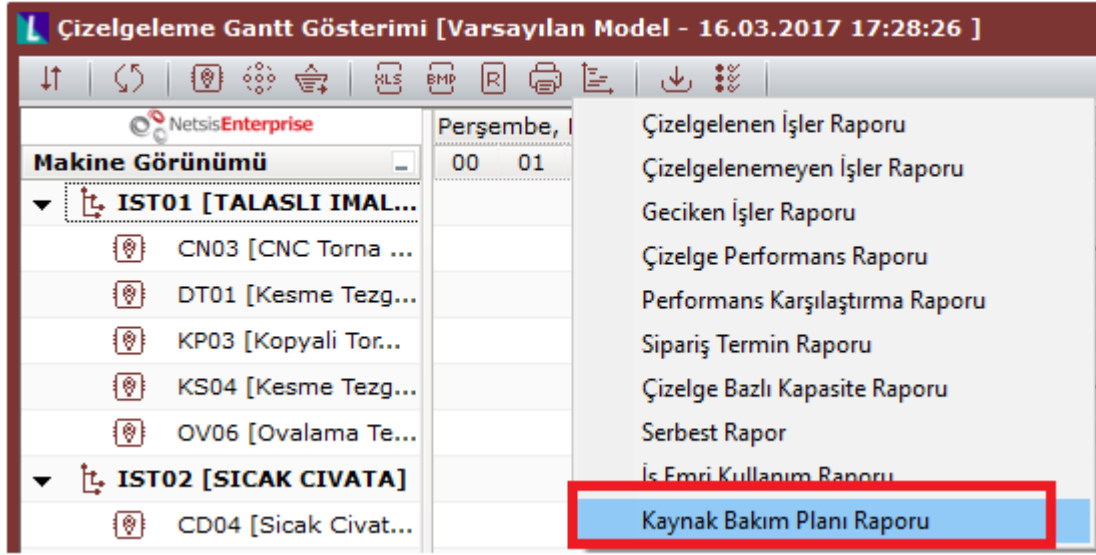 Çizelgeleme Gantt Gösterimi [Varsayılan Model - 16.03.2017 17:28:26 ]
XLS BMP R
NetsisEnterprise
Perşembe,
Makine Görünümü
00 01
IST01 [TALASLI IMAL...
CN03 [CNC Torna ...
DT01 [Kesme Tezg...
KP03 [Kopyali Tor...
KS04 [Kesme Tezg...
OV06 [Ovalama Te...
IST02 [SICAK CIVATA]
CD04 [Sicak Civat...
Çizelgelenen İşler Raporu
Çizelgelenemeyen İşler Raporu
Geciken İşler Raporu
Çizelge Performans Raporu
Performans Karşılaştırma Raporu
Sipariş Termin Raporu
Çizelge Bazlı Kapasite Raporu
Serbest Rapor
İş Emri Kullanım Raporu
Kaynak Bakım Planı Raporu